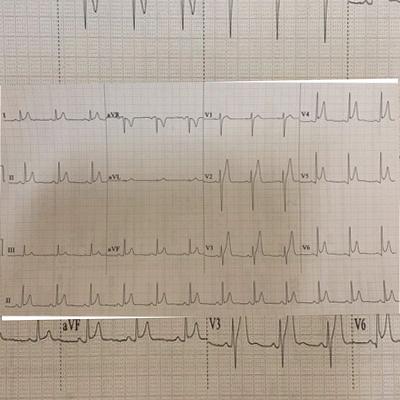 I aVR V1 V4
II aVL V2 V5
III aVF V3 V6
II
aVF V3 V6